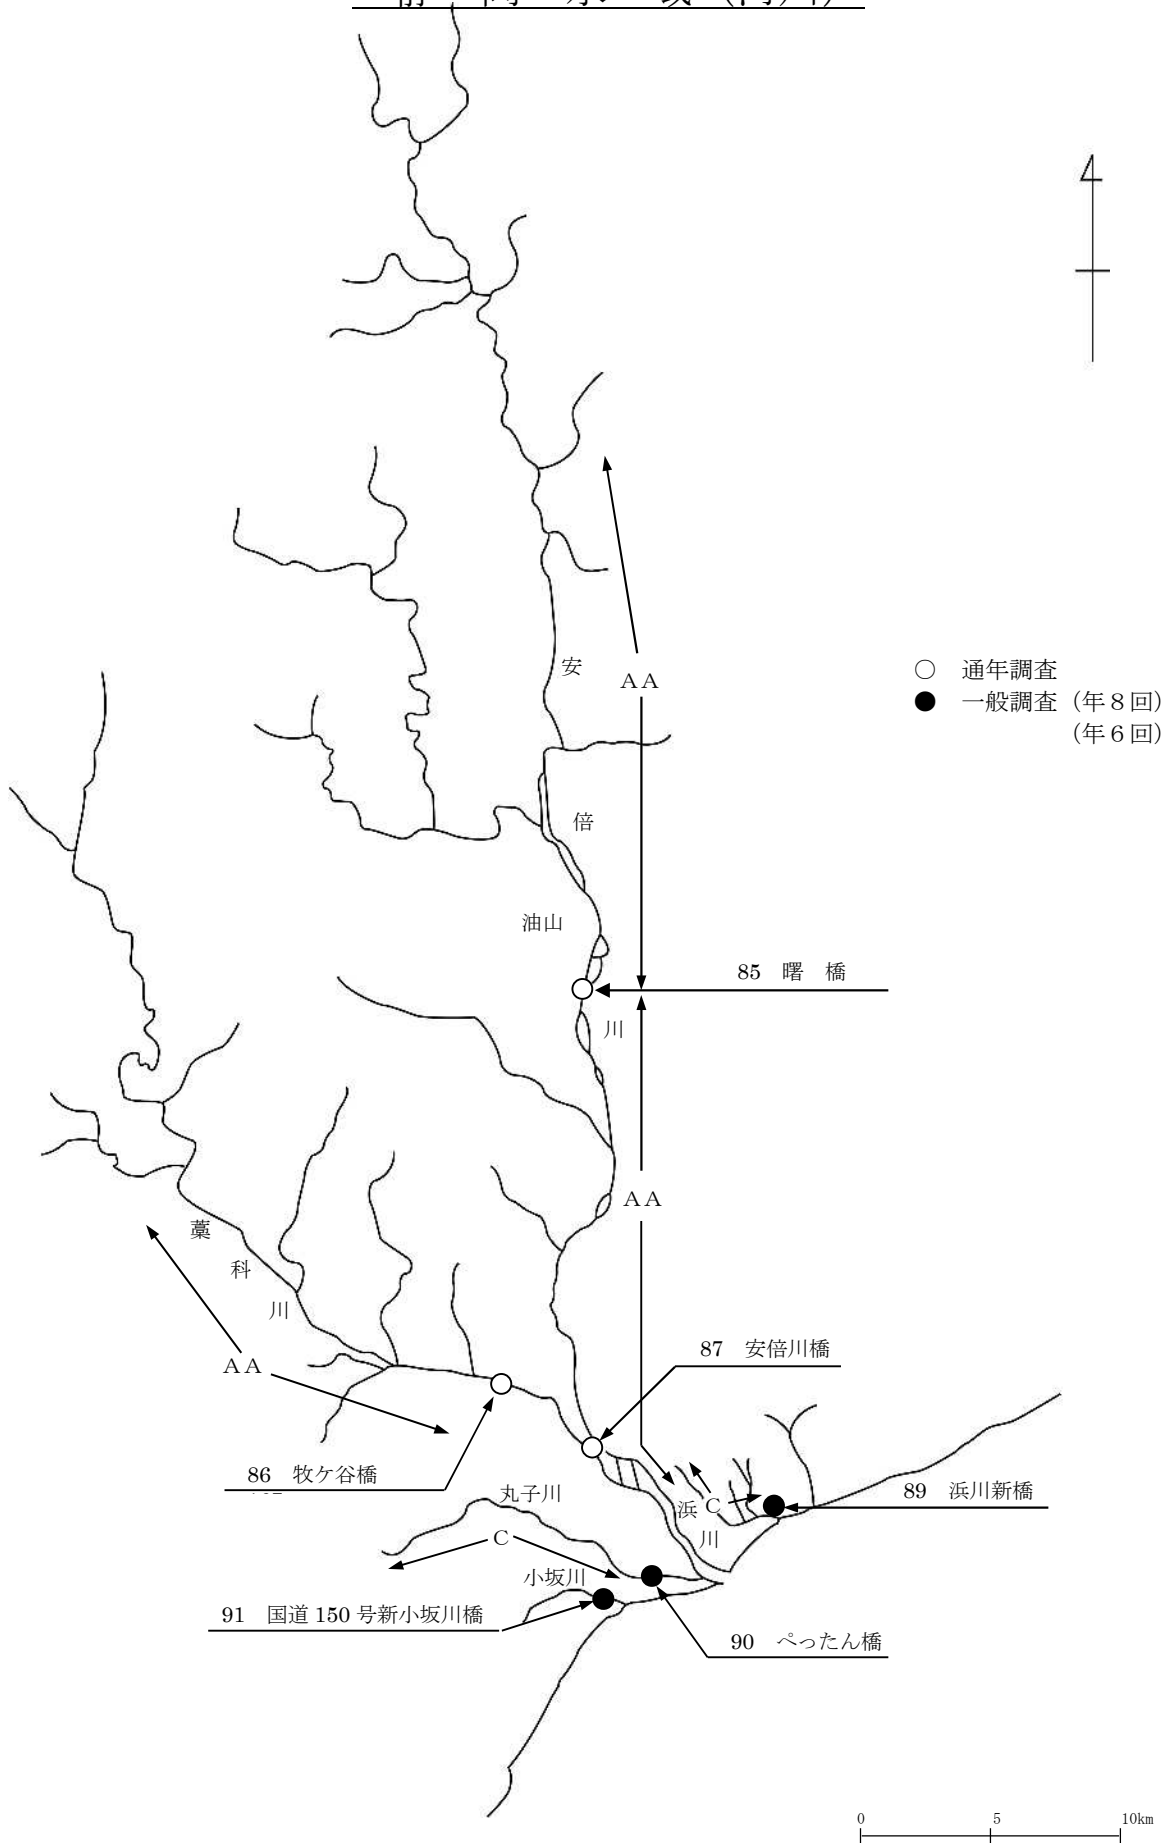 安
AA
○ 通年調査
● 一般調査（年８回）
（年６回）
倍
油山
85 曙 橋
川
AA
藁
科
川
AA
87 安倍川橋
86 牧ケ谷橋
丸子川
浜
C
川
89 浜川新橋
C
小坂川
91 国道150号新小坂川橋
90 ぺったん橋
0 5 10km